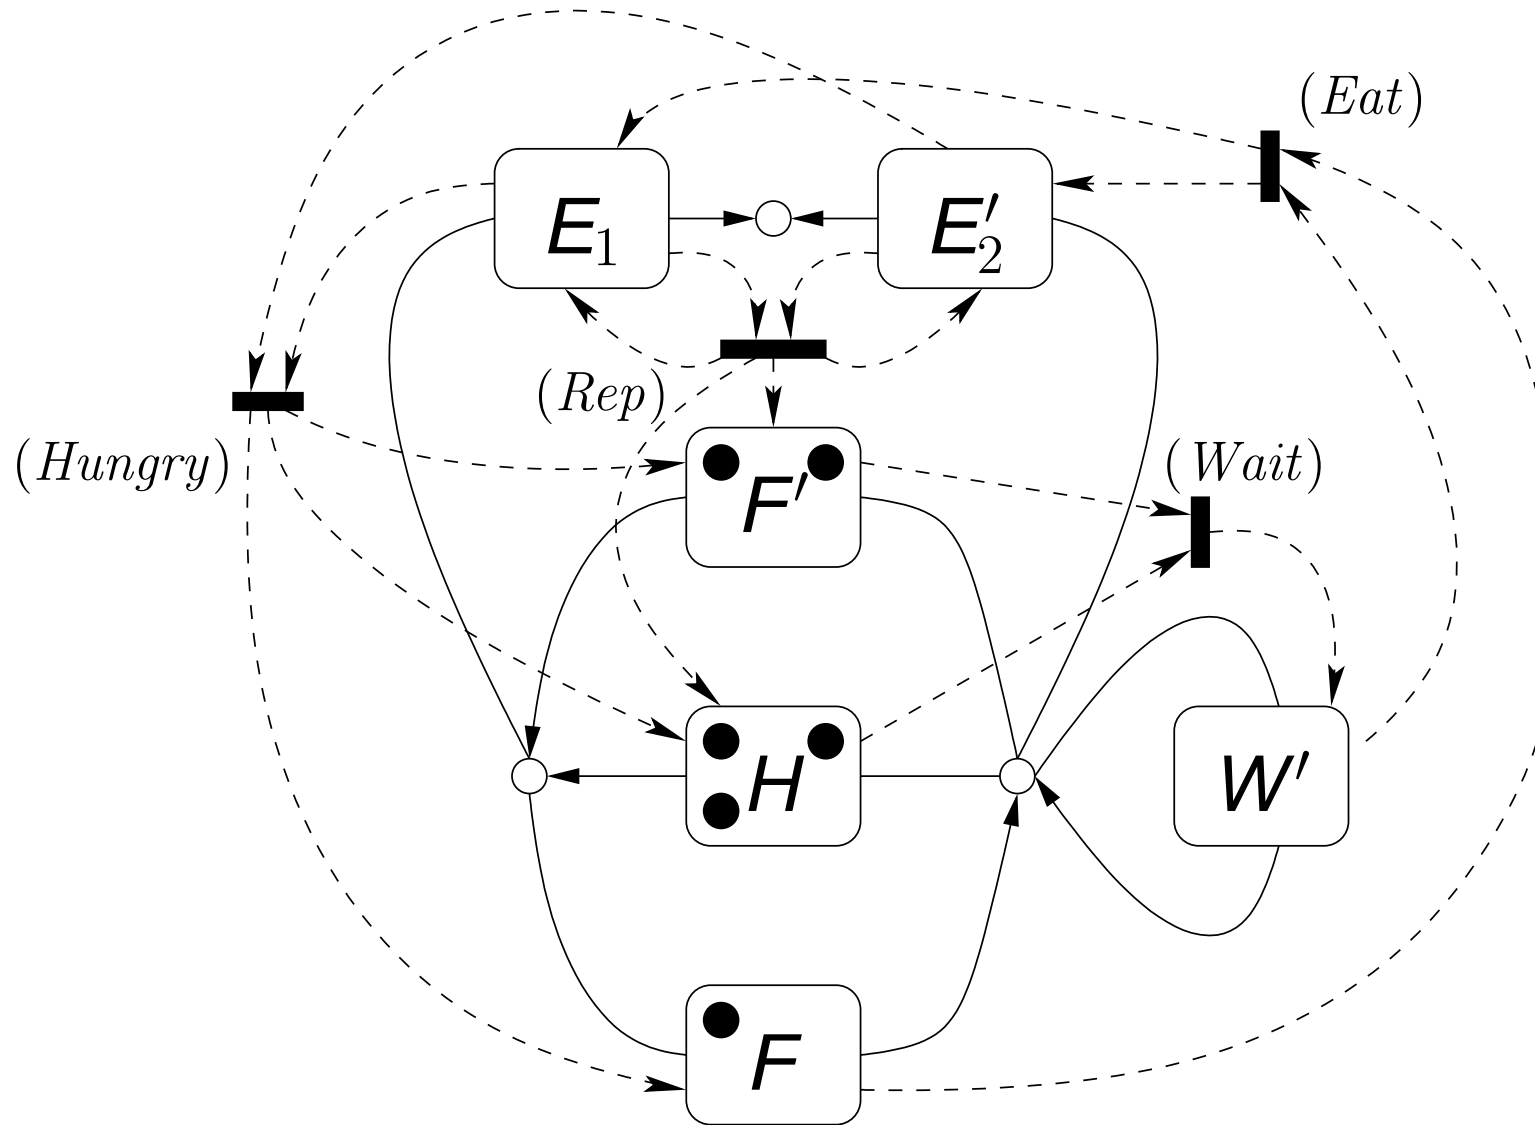 (Eat)
E₁
E′₂
(Rep)
(Hungry)
(Wait)
F′
H
W′
F